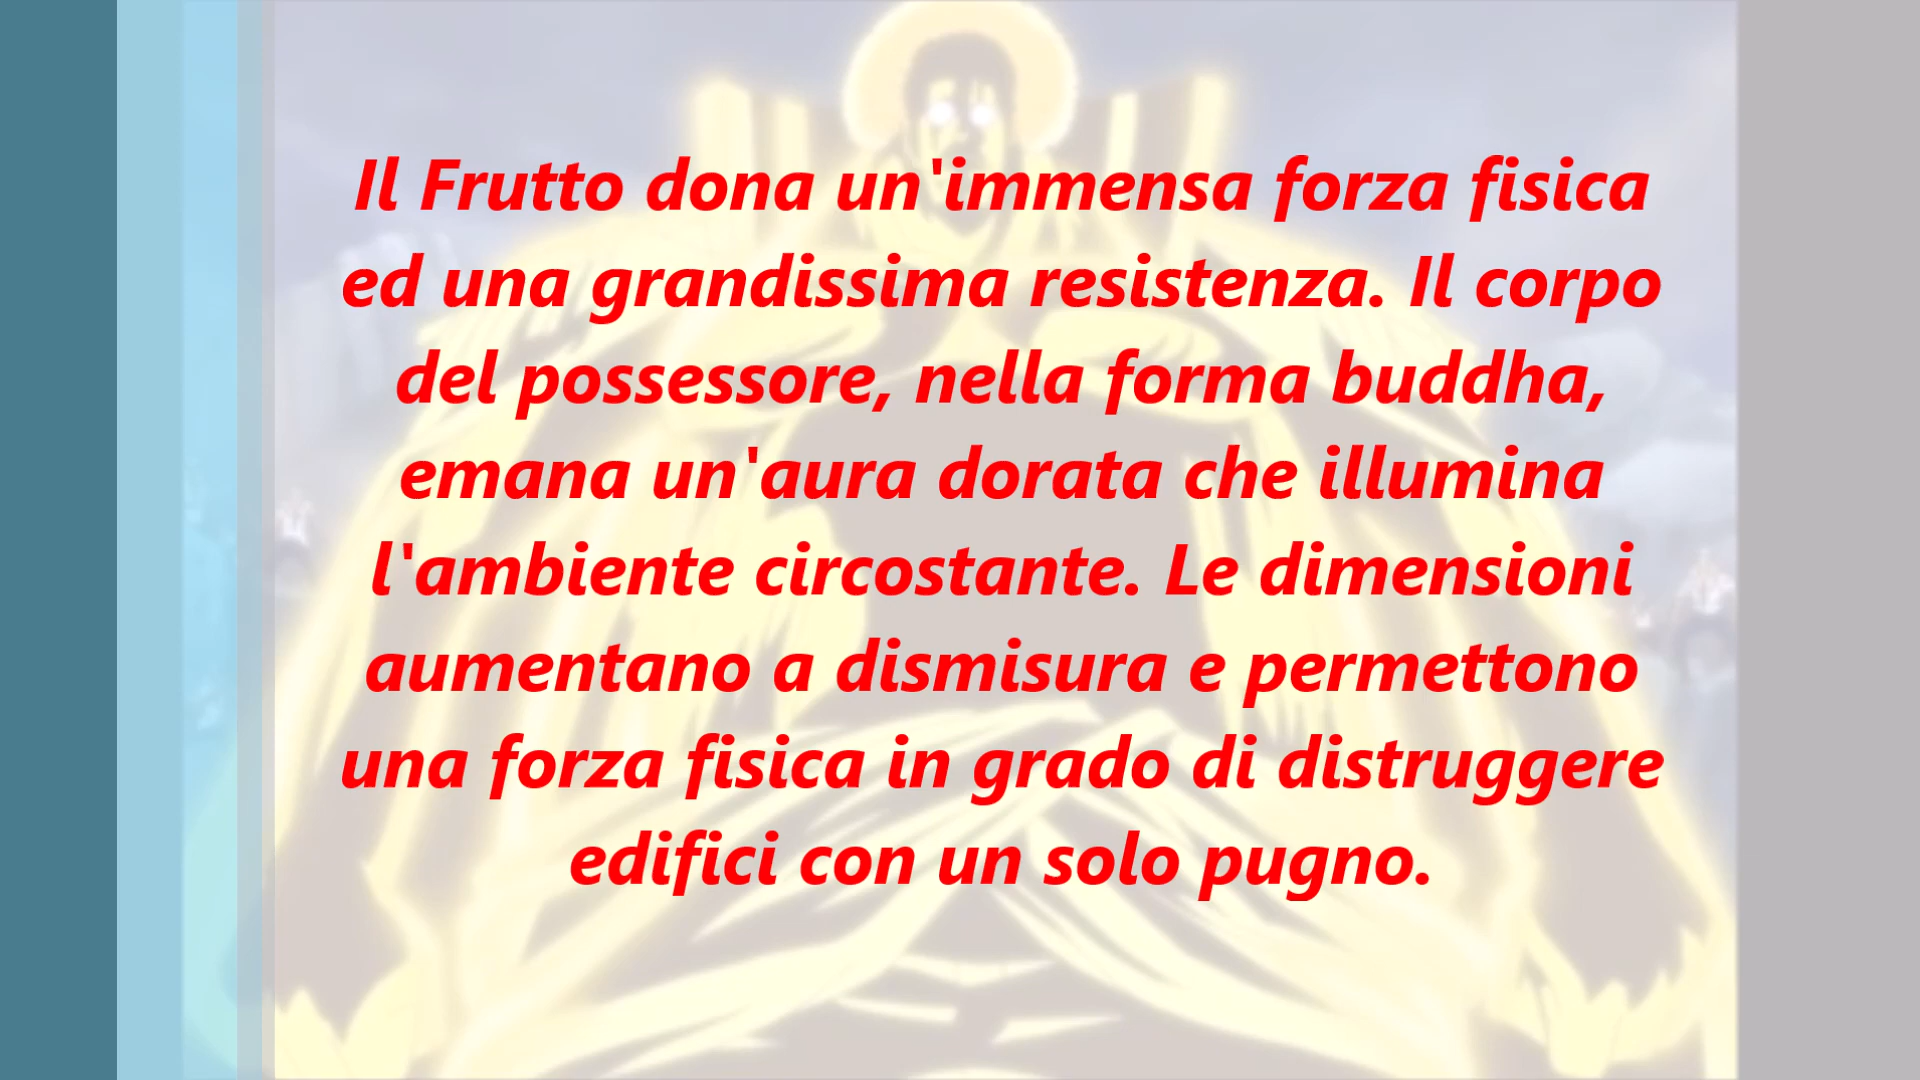 Il Frutto dona un'immensa forza fisica
ed una grandissima resistenza. Il corpo
del possessore, nella forma buddha,
emana un'aura dorata che illumina
l'ambiente circostante. Le dimensioni
aumentano a dismisura e permettono
una forza fisica in grado di distruggere
edifici con un solo pugno.